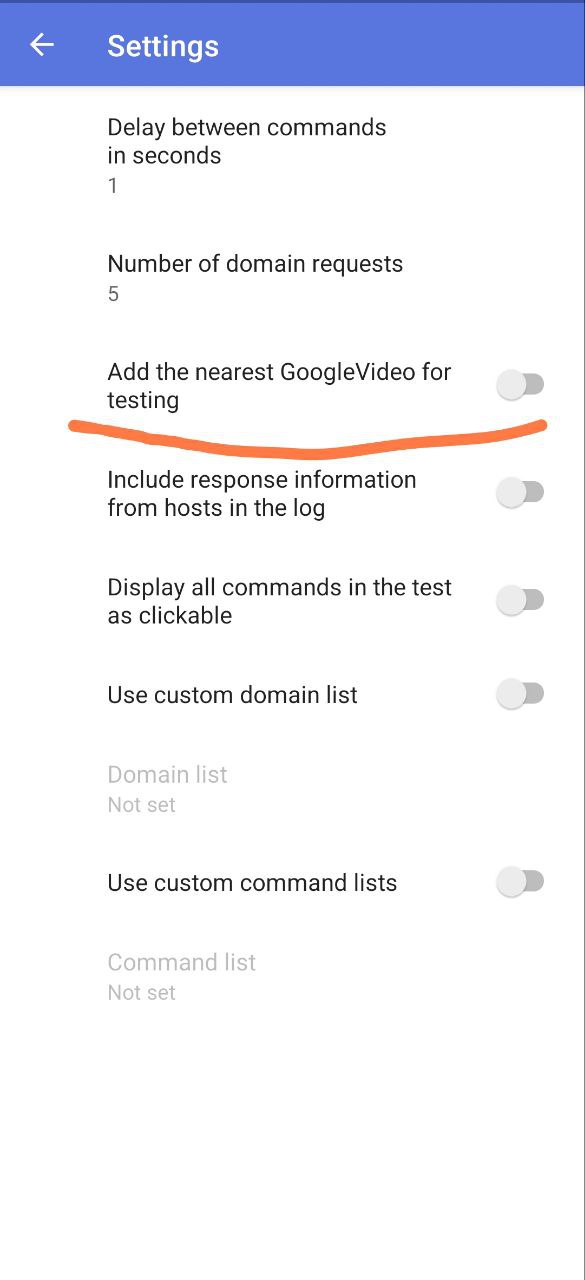 Settings
Delay between commands
in seconds
1
Number of domain requests
5
Add the nearest GoogleVideo for
testing
Include response information
from hosts in the log
Display all commands in the test
as clickable
Use custom domain list
Domain list
Not set
Use custom command lists
Command list
Not set